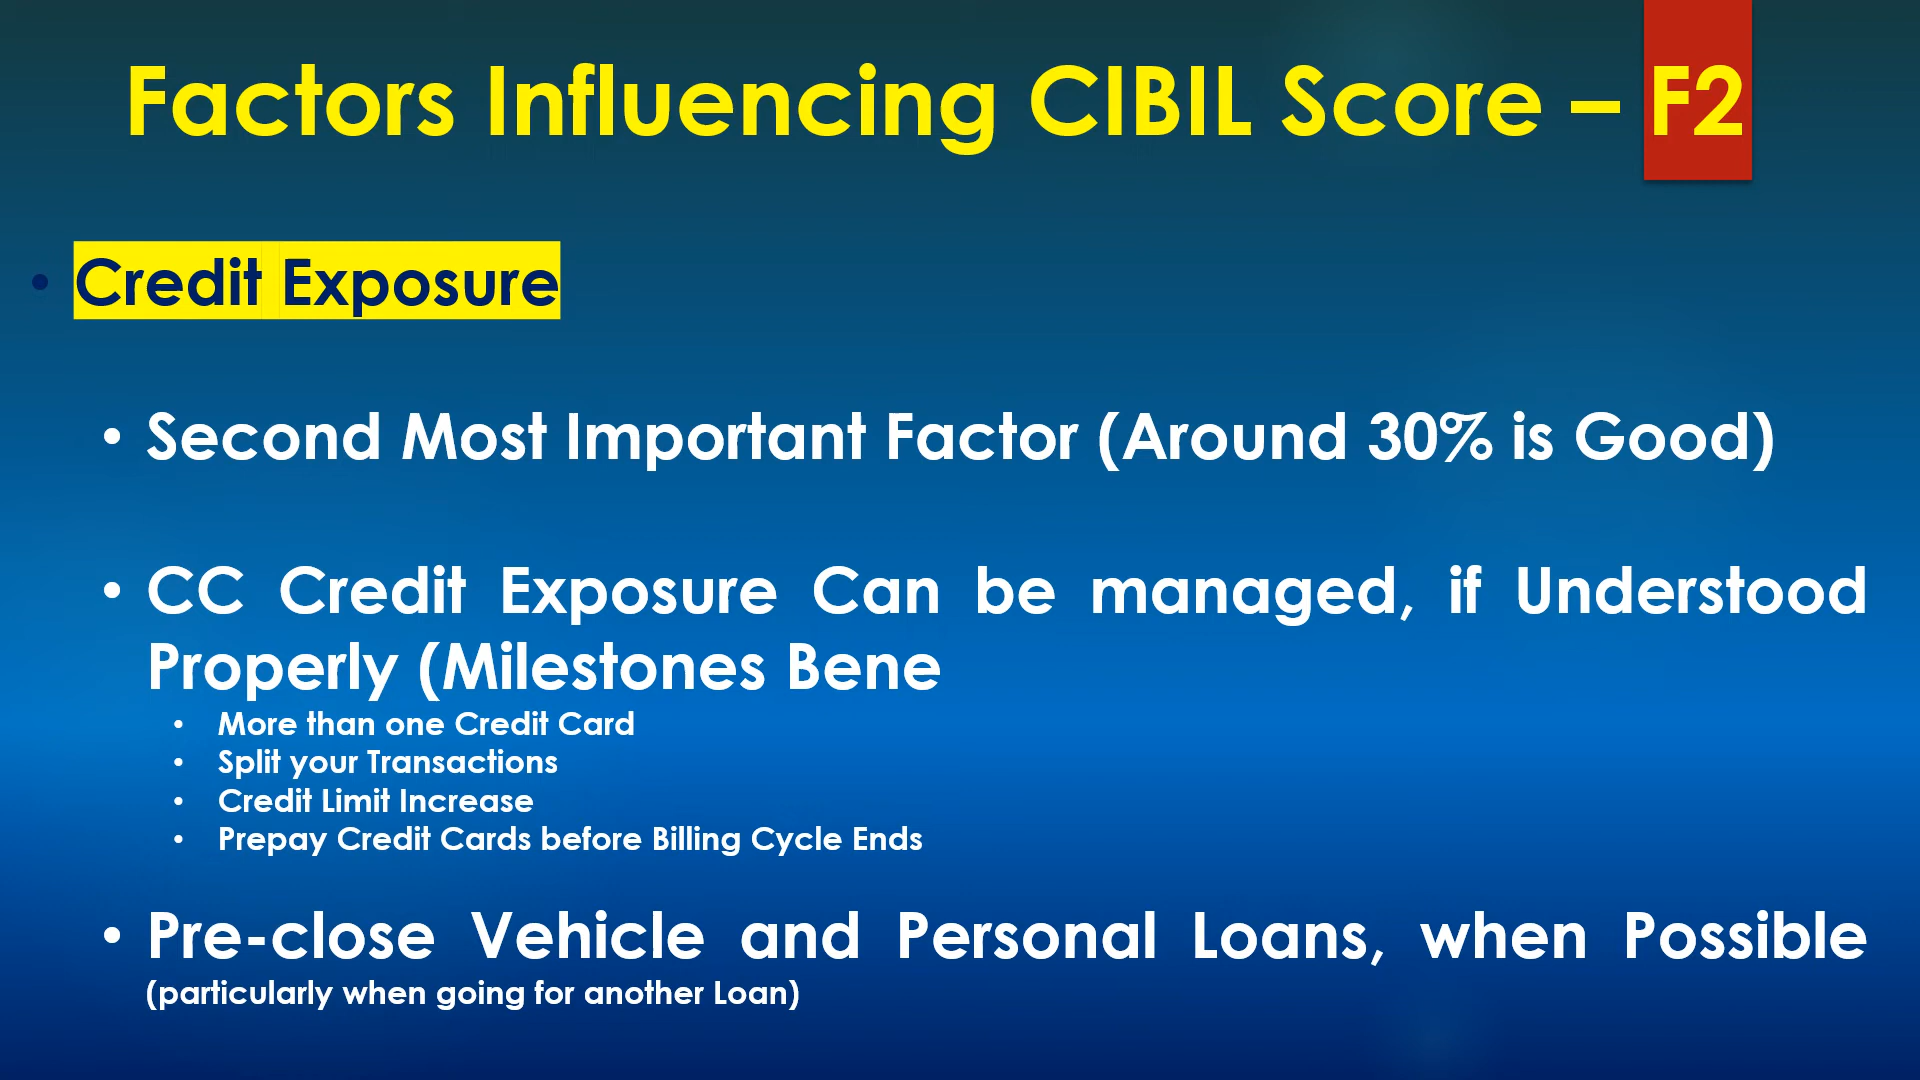 Factors Influencing CIBIL Score – F2
• Credit Exposure
• Second Most Important Factor (Around 30% is Good)
• CC Credit Exposure Can be managed, if Understood
Properly (Milestones Bene
• More than one Credit Card
• Split your Transactions
• Credit Limit Increase
• Prepay Credit Cards before Billing Cycle Ends
• Pre-close Vehicle and Personal Loans, when Possible
(particularly when going for another Loan)